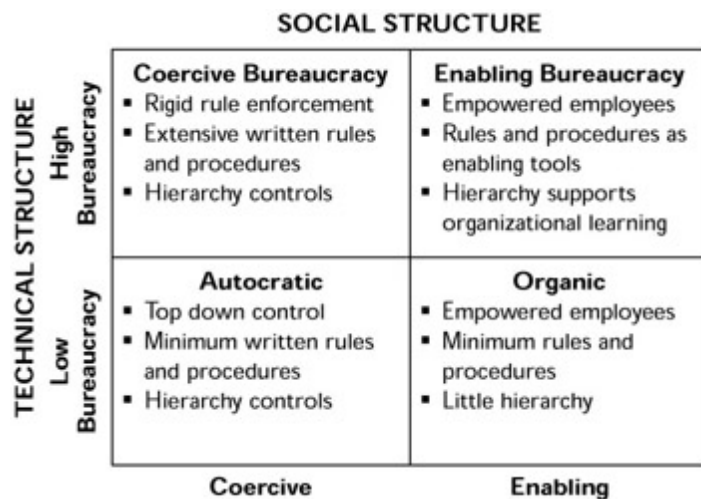 SOCIAL STRUCTURE
TECHNICAL STRUCTURE
High
Bureaucracy
Coercive Bureaucracy
▪ Rigid rule enforcement
▪ Extensive written rules
and procedures
▪ Hierarchy controls
Enabling Bureaucracy
▪ Empowered employees
▪ Rules and procedures as
enabling tools
▪ Hierarchy supports
organizational learning
Low
Bureaucracy
Autocratic
▪ Top down control
▪ Minimum written rules
and procedures
▪ Hierarchy controls
Organic
▪ Empowered employees
▪ Minimum rules and
procedures
▪ Little hierarchy
Coercive
Enabling